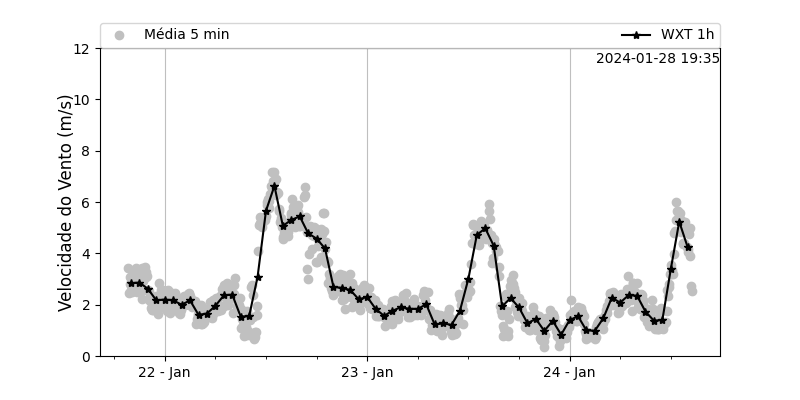 Média 5 min
WXT 1h
2024-01-28 19:35
Velocidade do Vento (m/s)
12
10
8
6
4
2
0
22 - Jan
23 - Jan
24 - Jan